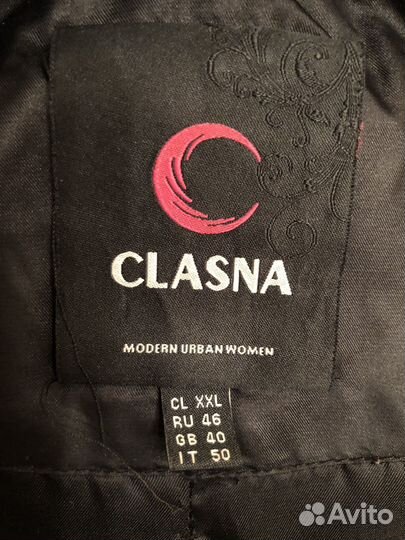 CLASNA
MODERN URBAN WOMEN
CL XXL
RU 46
GB 40
IT 50
Avito